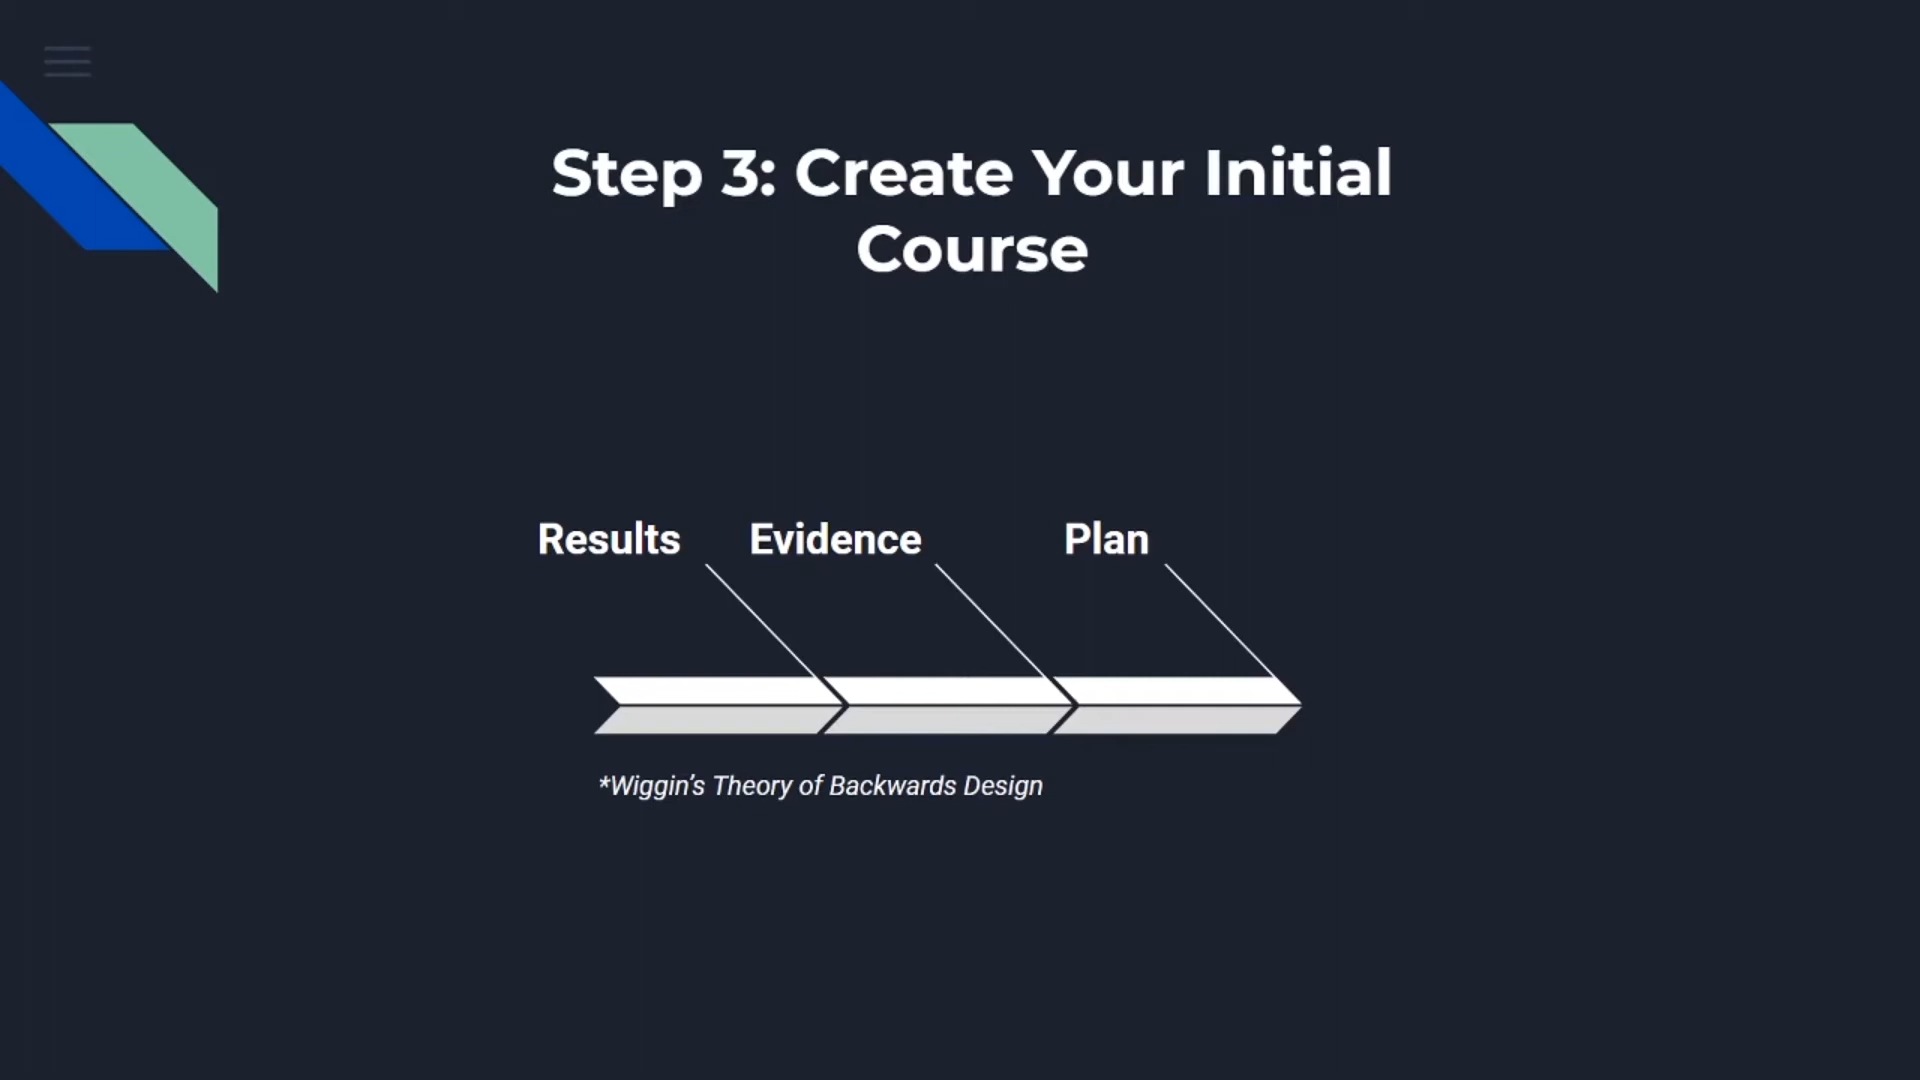 Step 3: Create Your Initial
Course
Results Evidence Plan
*Wiggin’s Theory of Backwards Design